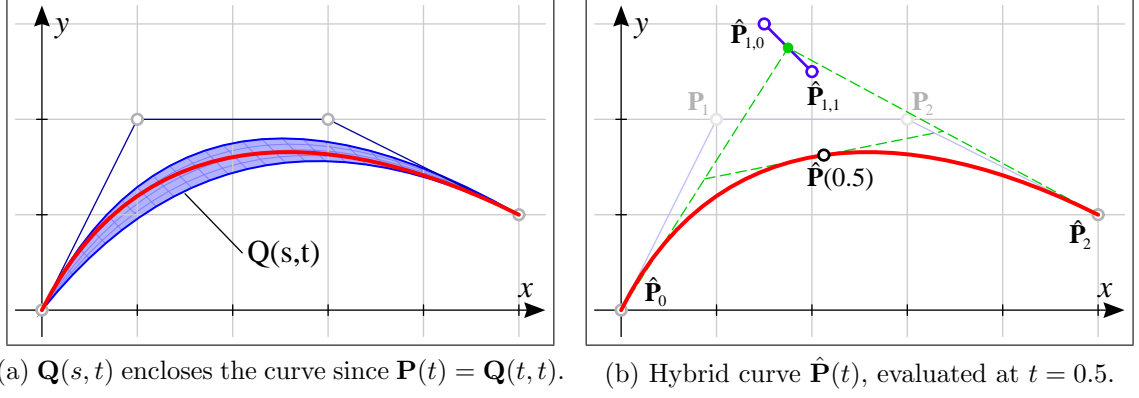 y
Q(s,t)
x
y
P̂1,0
P̂1,1
P1
P2
P̂(0.5)
P̂2
P̂0
x
(a) Q(s, t) encloses the curve since P(t) = Q(t, t).
(b) Hybrid curve P̂(t), evaluated at t = 0.5.